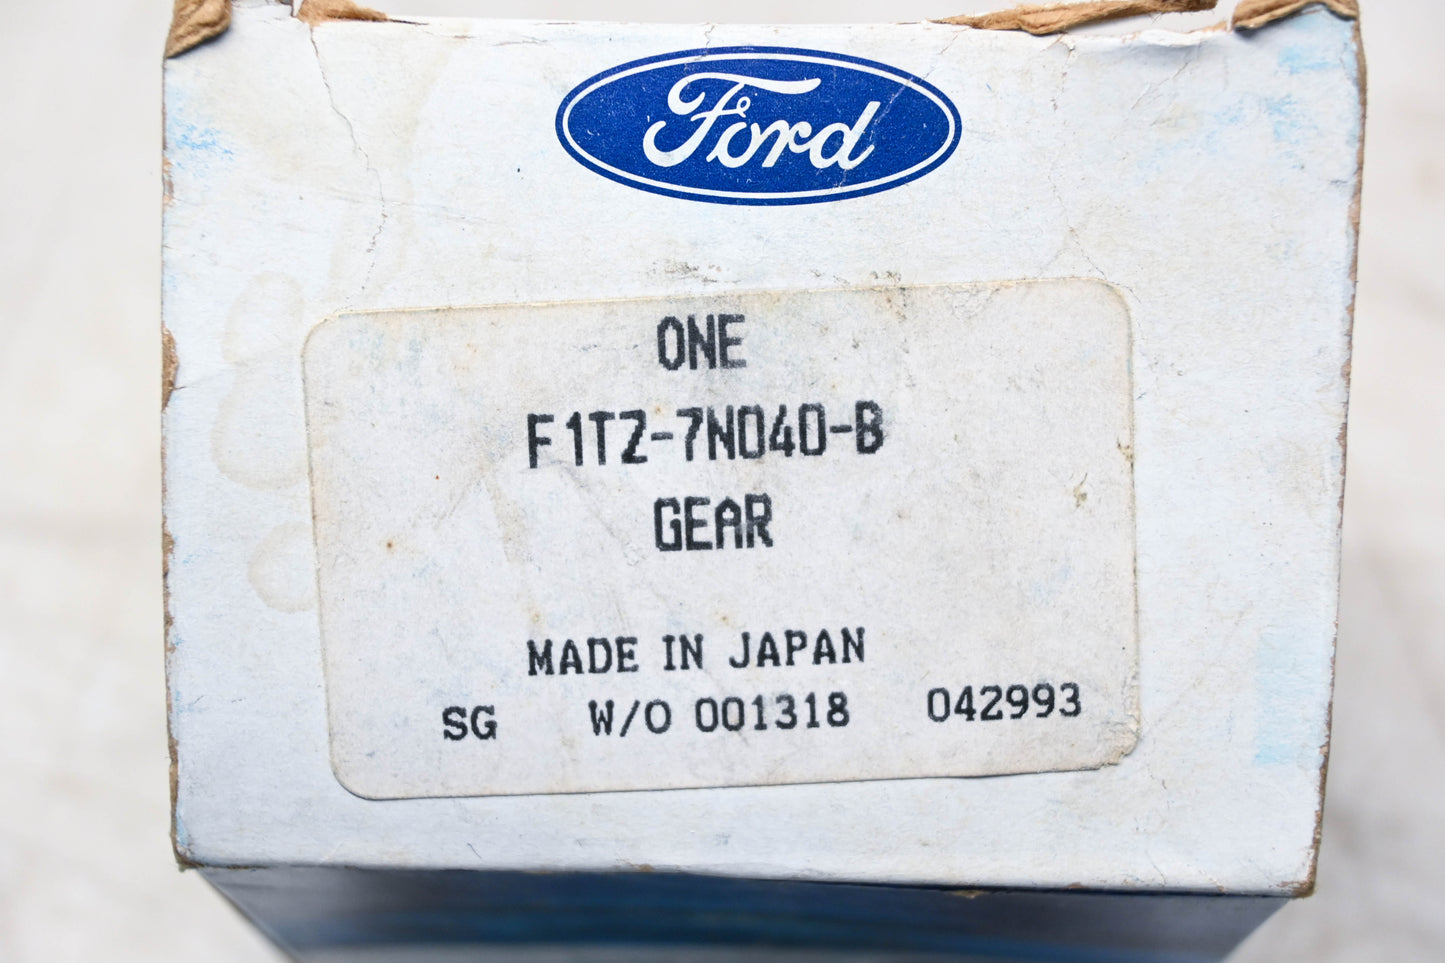 Ford
ONE
F1TZ-7N040-B
GEAR
MADE IN JAPAN
SG W/O 001318 042993